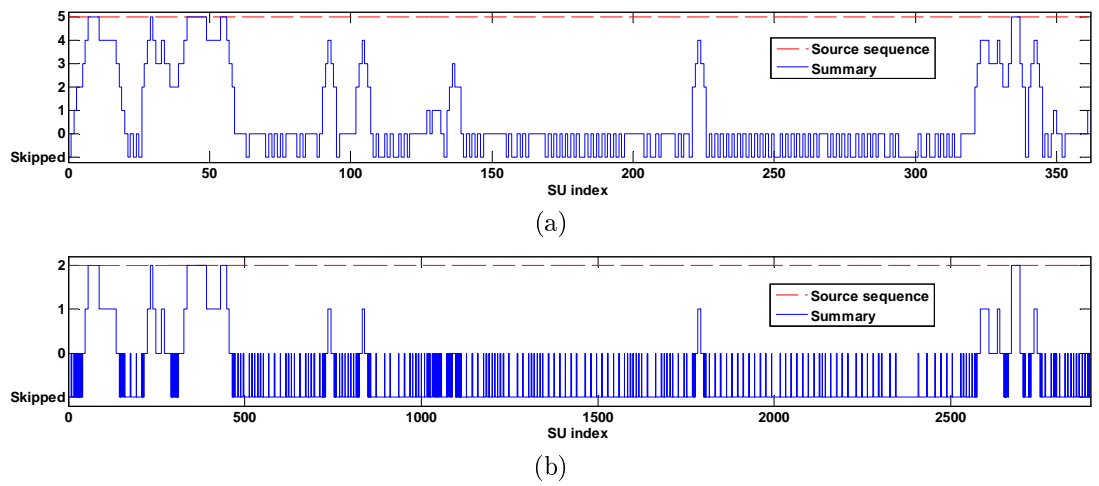 5
4
3
2
1
0
Skipped
Source sequence
Summary
0 50 100 150 200 250 300 350
SU index
(a)
2
1
0
Skipped
Source sequence
Summary
0 500 1000 1500 2000 2500
SU index
(b)